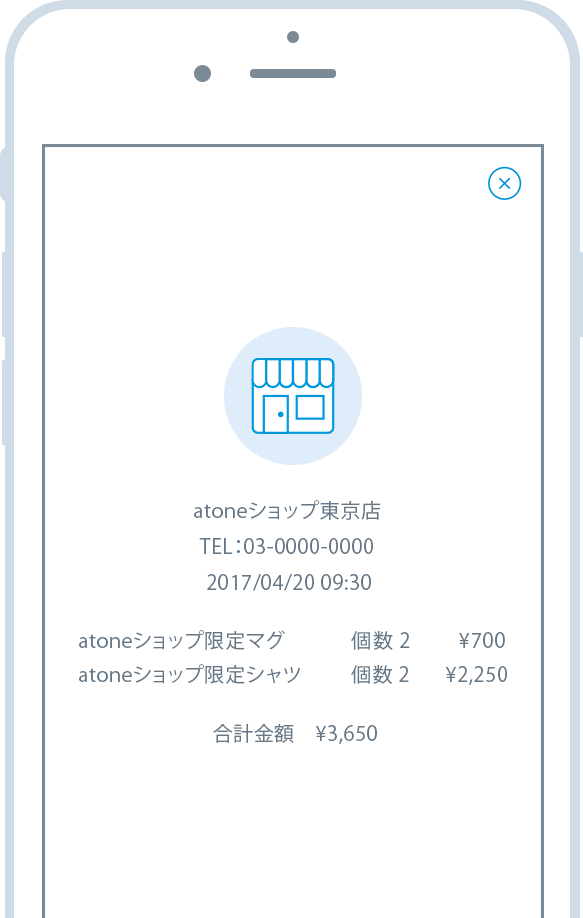 atoneショップ東京店
TEL：03-0000-0000
2017/04/20 09:30
atoneショップ限定マグ 個数 2 ¥700
atoneショップ限定シャツ 個数 2 ¥2,250
合計金額 ¥3,650